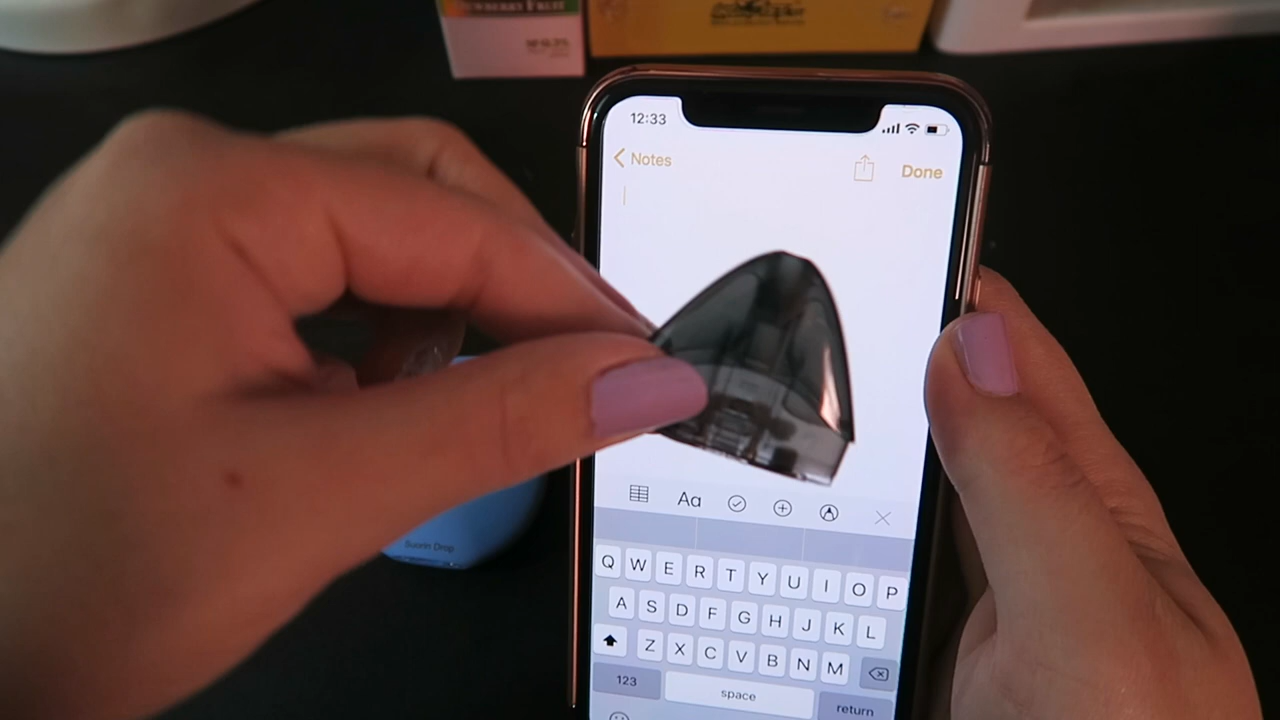 12:33
Notes
Done
Aa
Q W E R T Y U I O P
A S D F G H J K L
Z X C V B N M
123
space
return
Suorin Drop